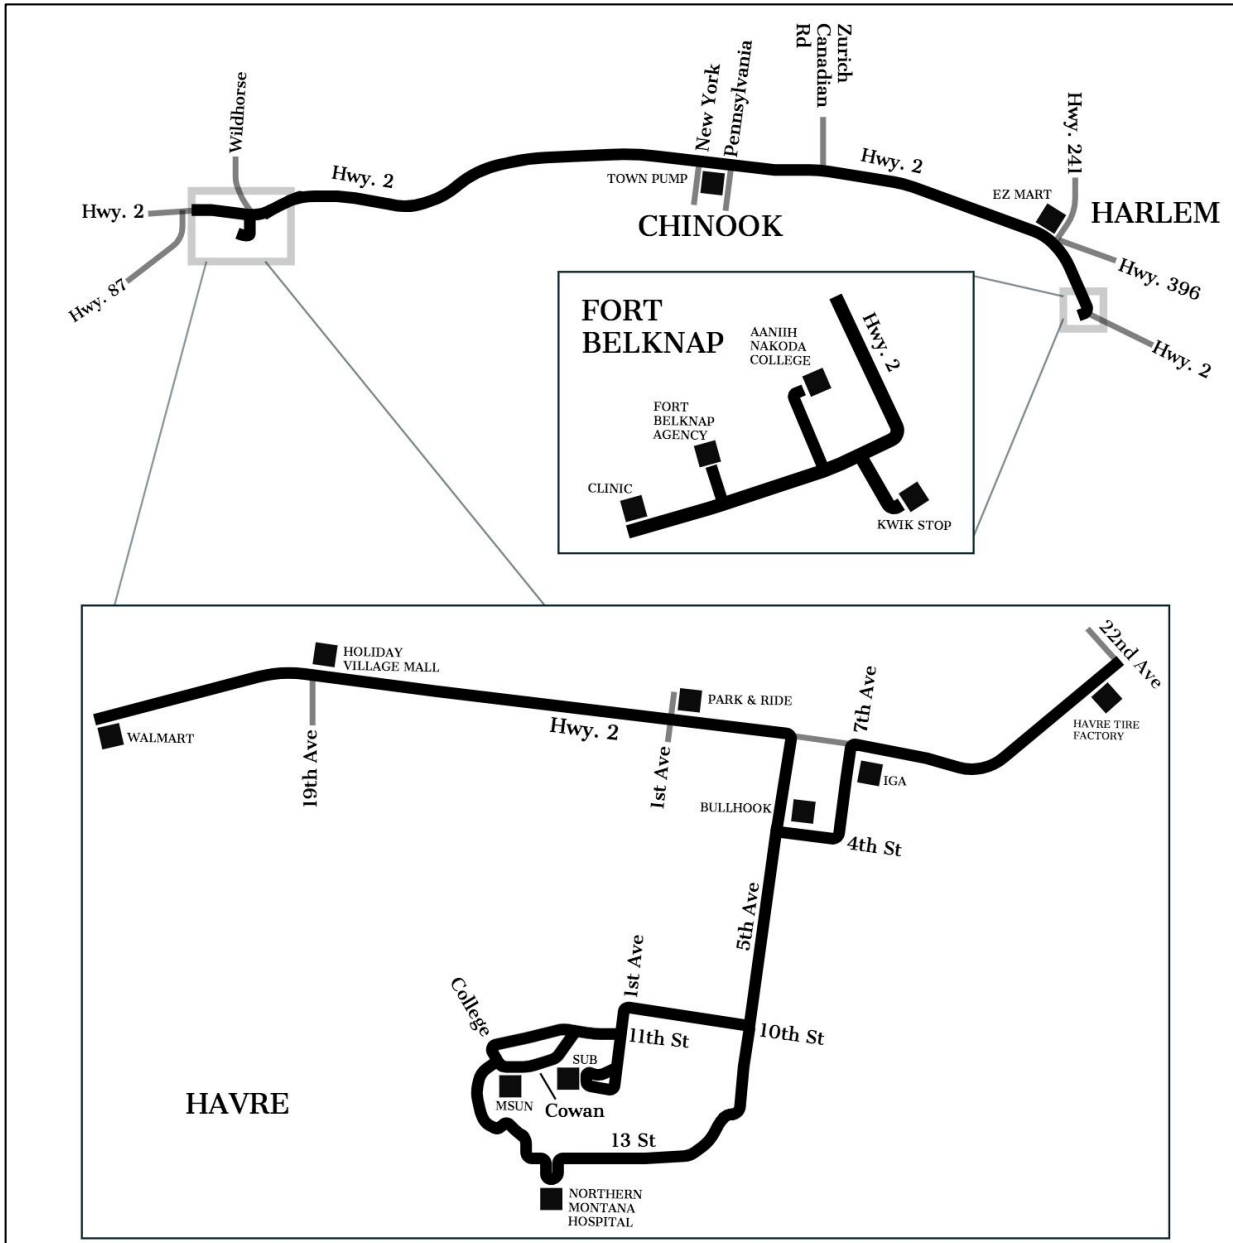 Zurich
Canadian
Rd
Wildhorse
New York
Pennsylvania
Hwy. 241
Hwy. 2
Hwy. 2
TOWN PUMP
EZ MART
Hwy. 2
CHINOOK
HARLEM
Hwy. 87
Hwy. 396
Hwy. 2
FORT
BELKNAP
AANIIH
NAKODA
COLLEGE
Hwy. 2
FORT
BELKNAP
AGENCY
CLINIC
KWIK STOP
22nd Ave
HOLIDAY
VILLAGE MALL
7th Ave
PARK & RIDE
WALMART
Hwy. 2
HAVRE TIRE
FACTORY
19th Ave
1st Ave
IGA
BULLHOOK
4th St
5th Ave
1st Ave
College
11th St
10th St
SUB
MSUN
Cowan
HAVRE
13 St
NORTHERN
MONTANA
HOSPITAL